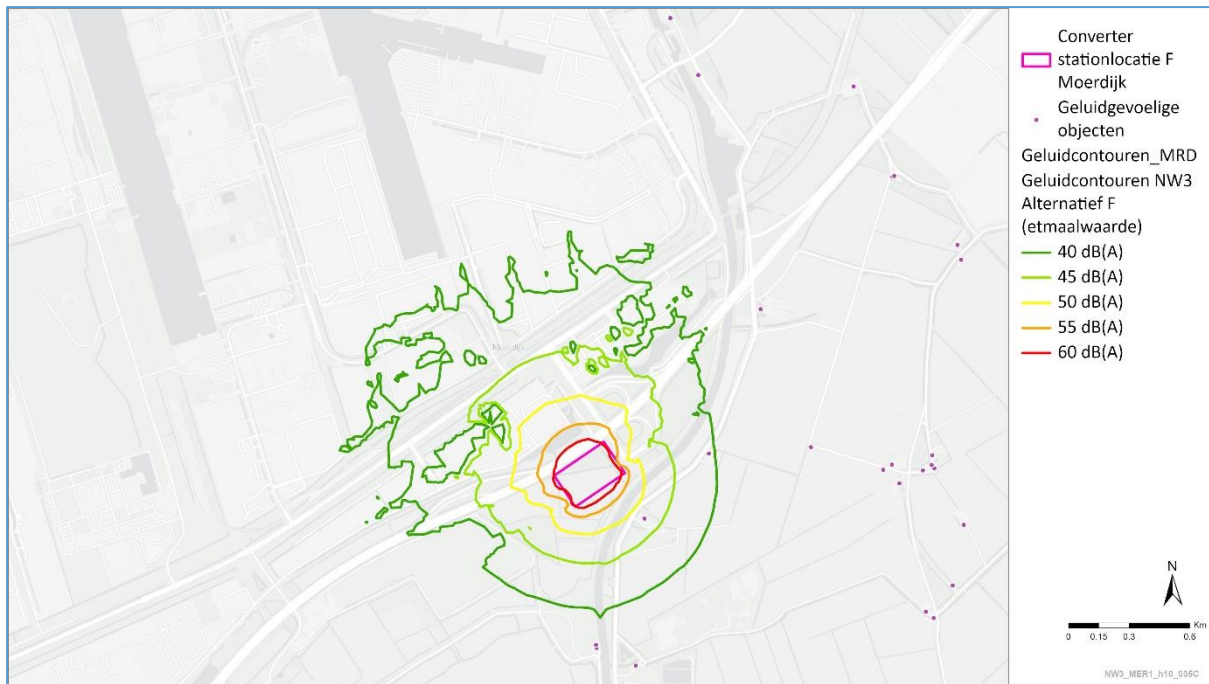 Converter
stationlocatie F
Moerdijk
Geluidgevoelige
objecten
Geluidcontouren_MRD
Geluidcontouren NW3
Alternatief F
(etmaalwaarde)
40 dB(A)
45 dB(A)
50 dB(A)
55 dB(A)
60 dB(A)
Moerdijk
N
Km
0 0.15 0.3 0.6
NW3_MER1_h10_035C